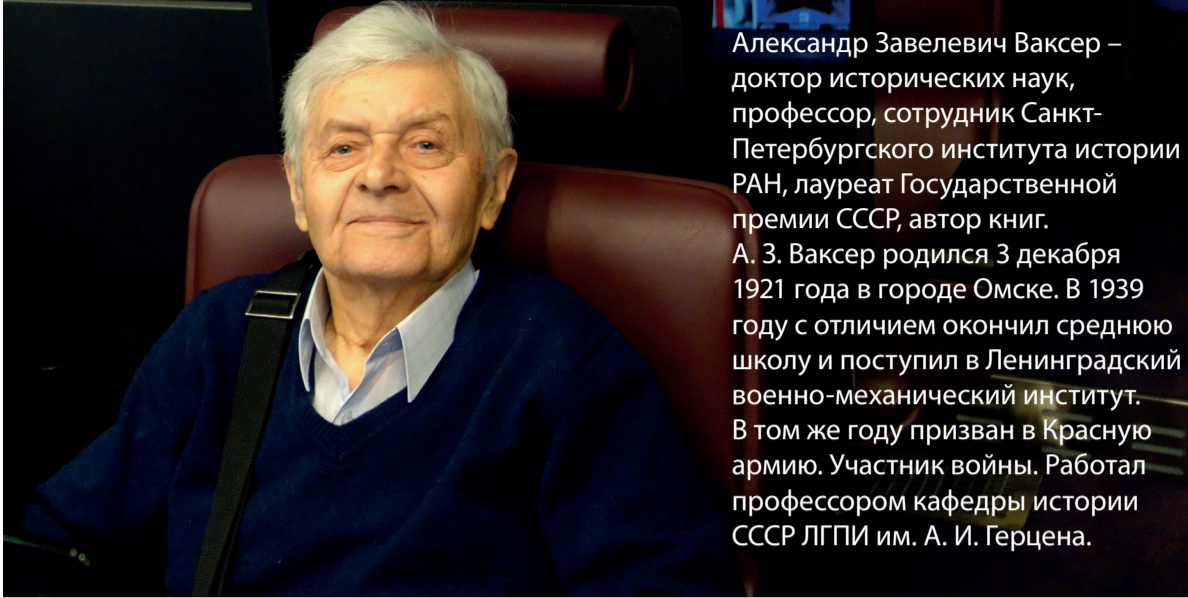 Александр Завелевич Ваксер –
доктор исторических наук,
профессор, сотрудник Санкт-
Петербургского института истории
РАН, лауреат Государственной
премии СССР, автор книг.
А. З. Ваксер родился 3 декабря
1921 года в городе Омске. В 1939
году с отличием окончил среднюю
школу и поступил в Ленинградский
военно-механический институт.
В том же году призван в Красную
армию. Участник войны. Работал
профессором кафедры истории
СССР ЛГПИ им. А. И. Герцена.